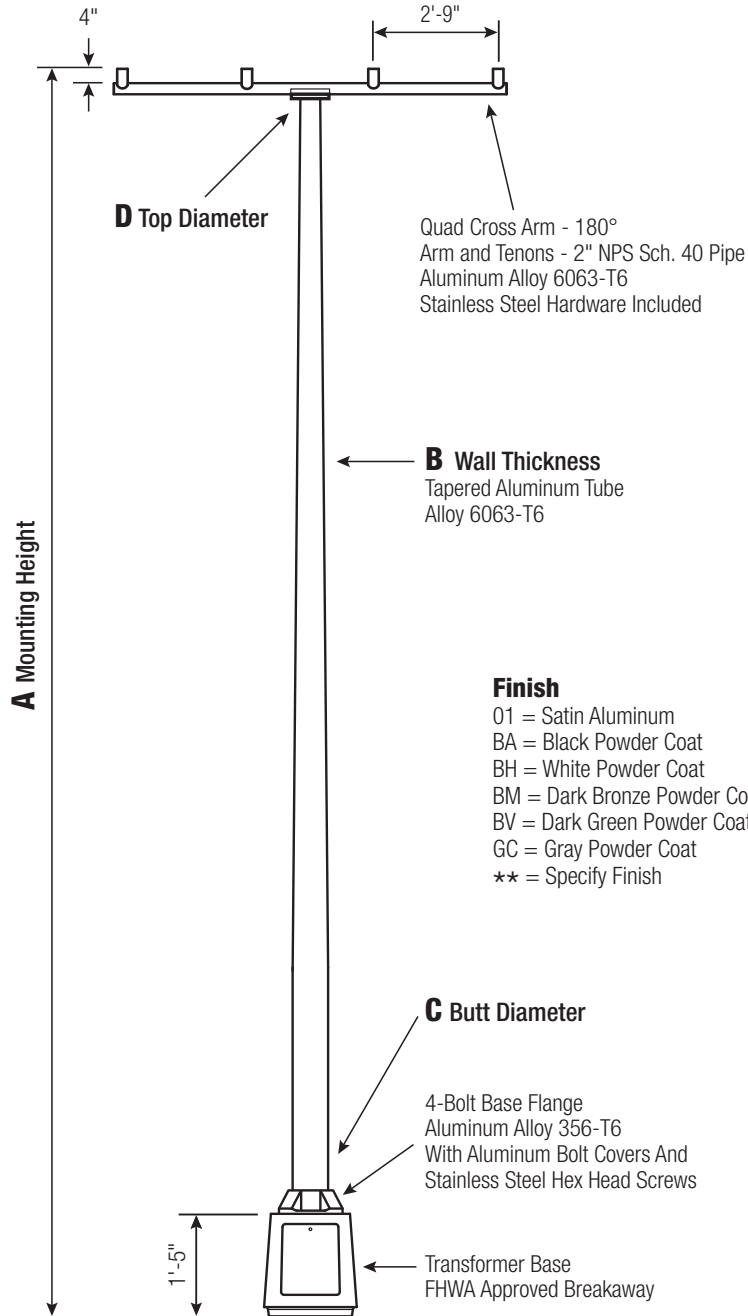 4"
2'-9"
D Top Diameter
Quad Cross Arm - 180°
Arm and Tenons - 2" NPS Sch. 40 Pipe
Aluminum Alloy 6063-T6
Stainless Steel Hardware Included
B Wall Thickness
Tapered Aluminum Tube
Alloy 6063-T6
A Mounting Height
Finish
01 = Satin Aluminum
BA = Black Powder Coat
BH = White Powder Coat
BM = Dark Bronze Powder Co
BV = Dark Green Powder Coat
GC = Gray Powder Coat
** = Specify Finish
C Butt Diameter
4-Bolt Base Flange
Aluminum Alloy 356-T6
With Aluminum Bolt Covers And
Stainless Steel Hex Head Screws
1'-5"
Transformer Base
FHWA Approved Breakaway